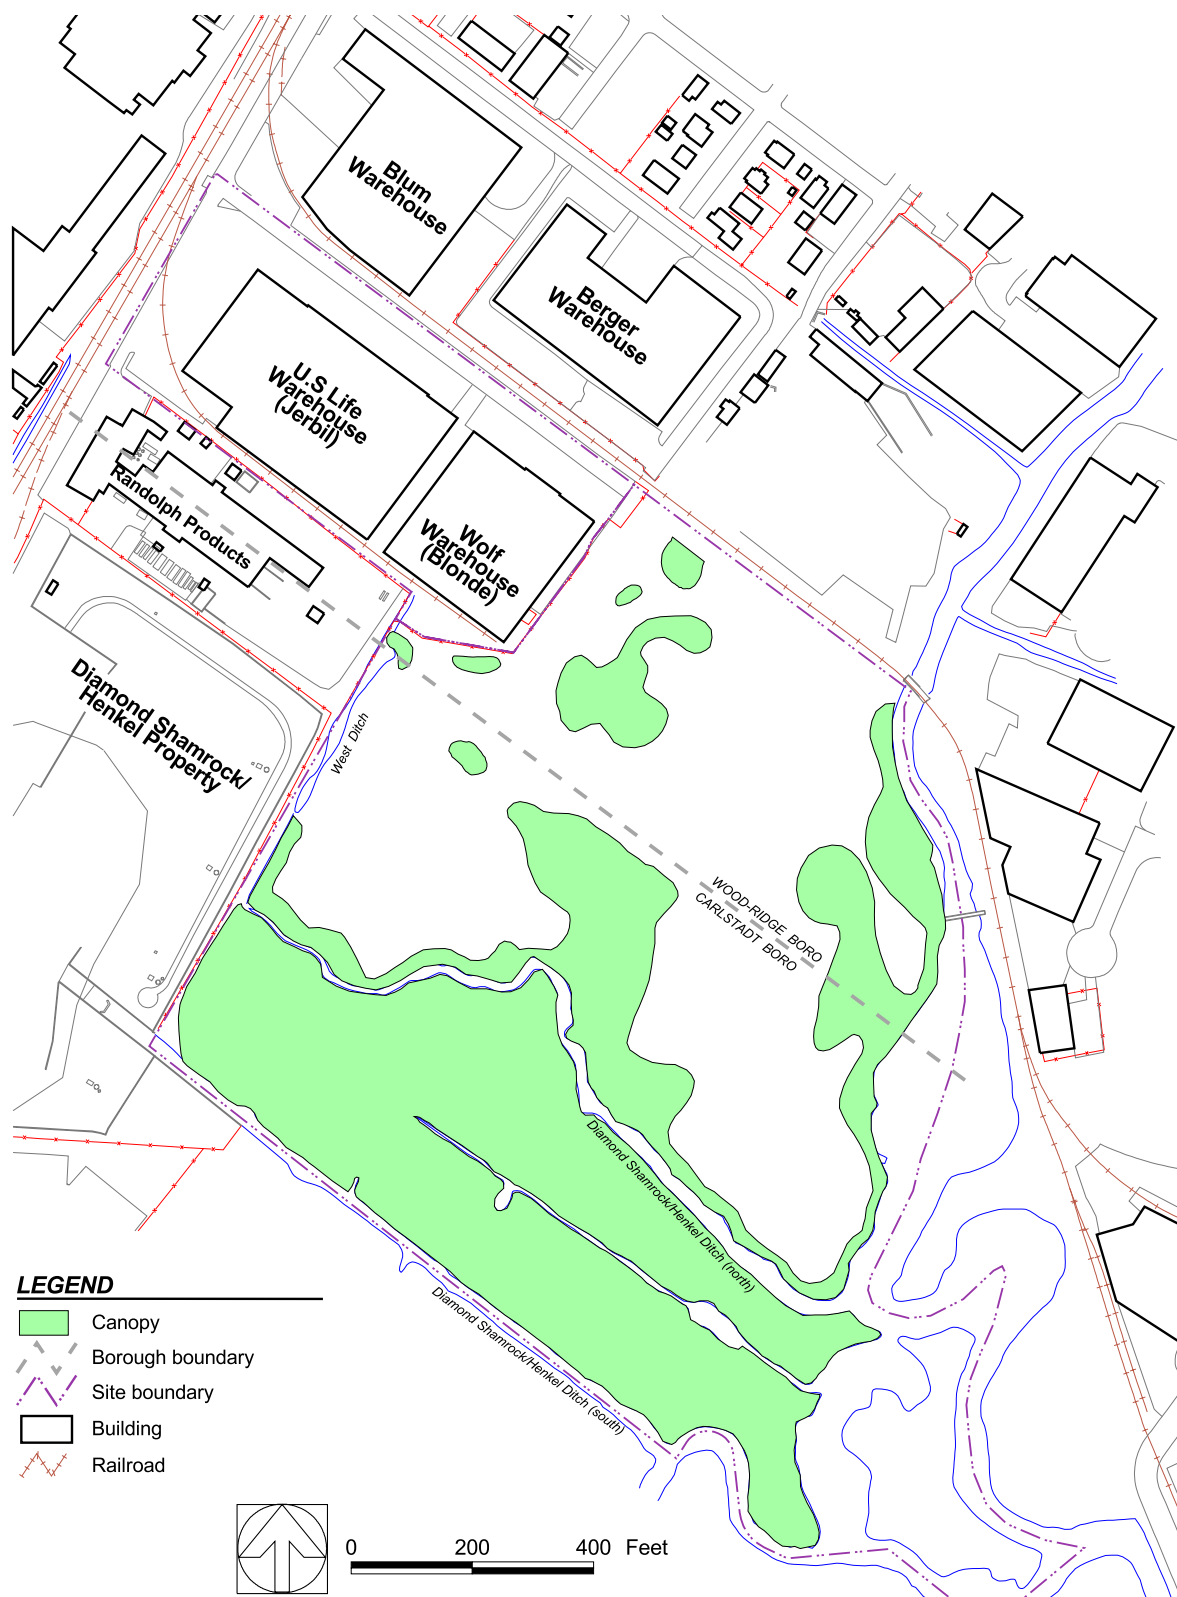 Blum
Warehouse
Berger
Warehouse
U.S Life
Warehouse
(Jerbil)
Wolf
Warehouse
(Blonde)
Randolph Products
Diamond Shamrock/
Henkel Property
West Ditch
WOOD-RIDGE BORO
CARLSTADT BORO
Diamond Shamrock/Henkel Ditch (north)
Diamond Shamrock/Henkel Ditch (south)
LEGEND
Canopy
Borough boundary
Site boundary
Building
Railroad
0 200 400 Feet